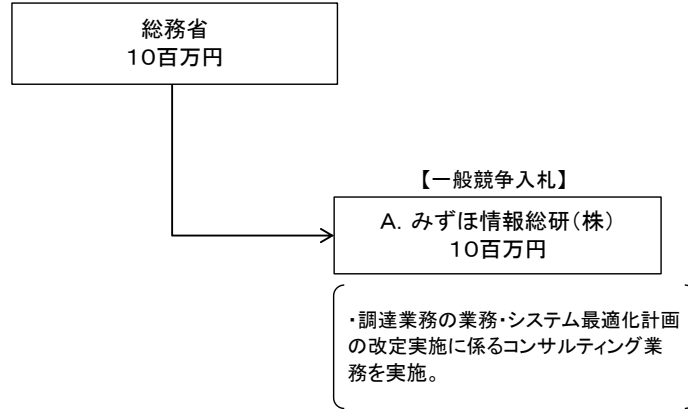 総務省
10百万円
【一般競争入札】
A. みずほ情報総研(株)
10百万円
・調達業務の業務・システム最適化計画
の改定実施に係るコンサルティング業
務を実施。